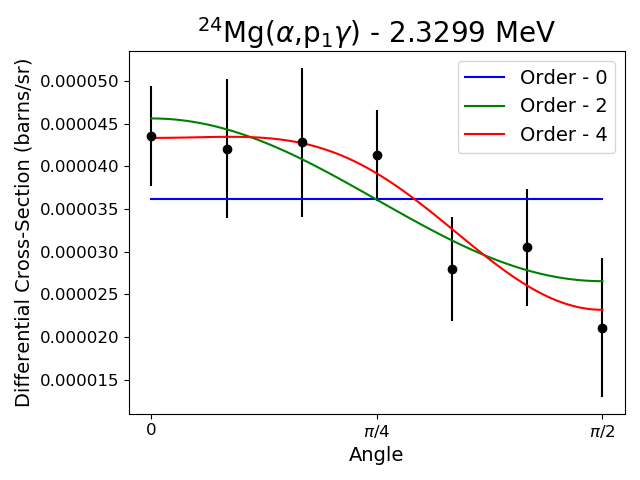 ²⁴Mg(α,p₁γ) - 2.3299 MeV
Order - 0
Order - 2
Order - 4
Differential Cross-Section (barns/sr)
0.000050
0.000045
0.000040
0.000035
0.000030
0.000025
0.000020
0.000015
0 π/4 π/2
Angle